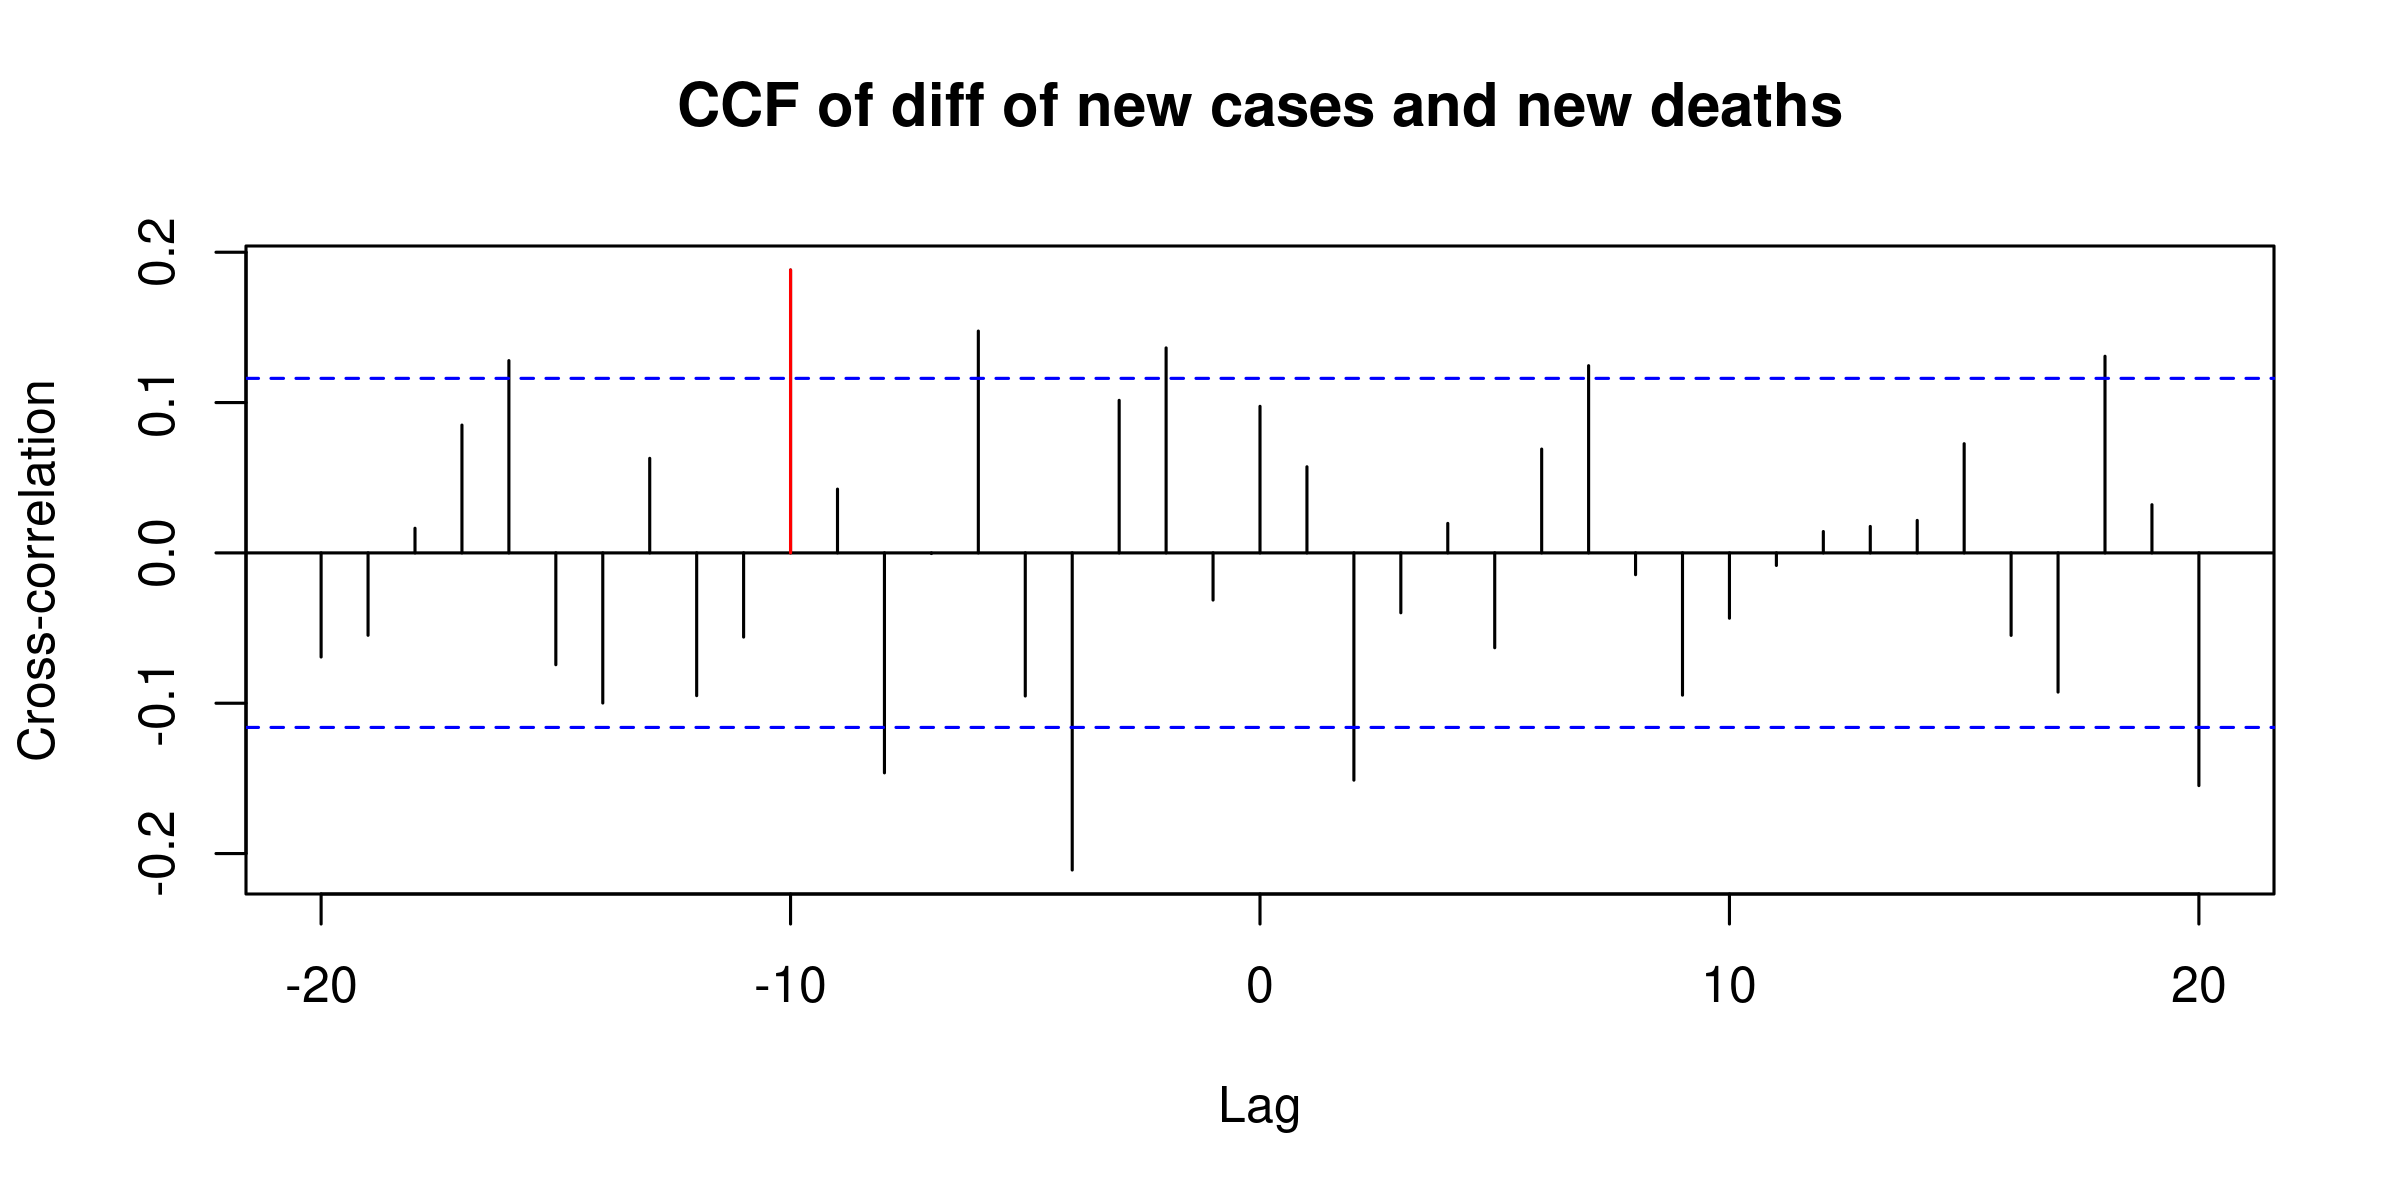 CCF of diff of new cases and new deaths
Cross-correlation
0.2
0.1
0.0
-0.1
-0.2
-20 -10 0 10 20
Lag